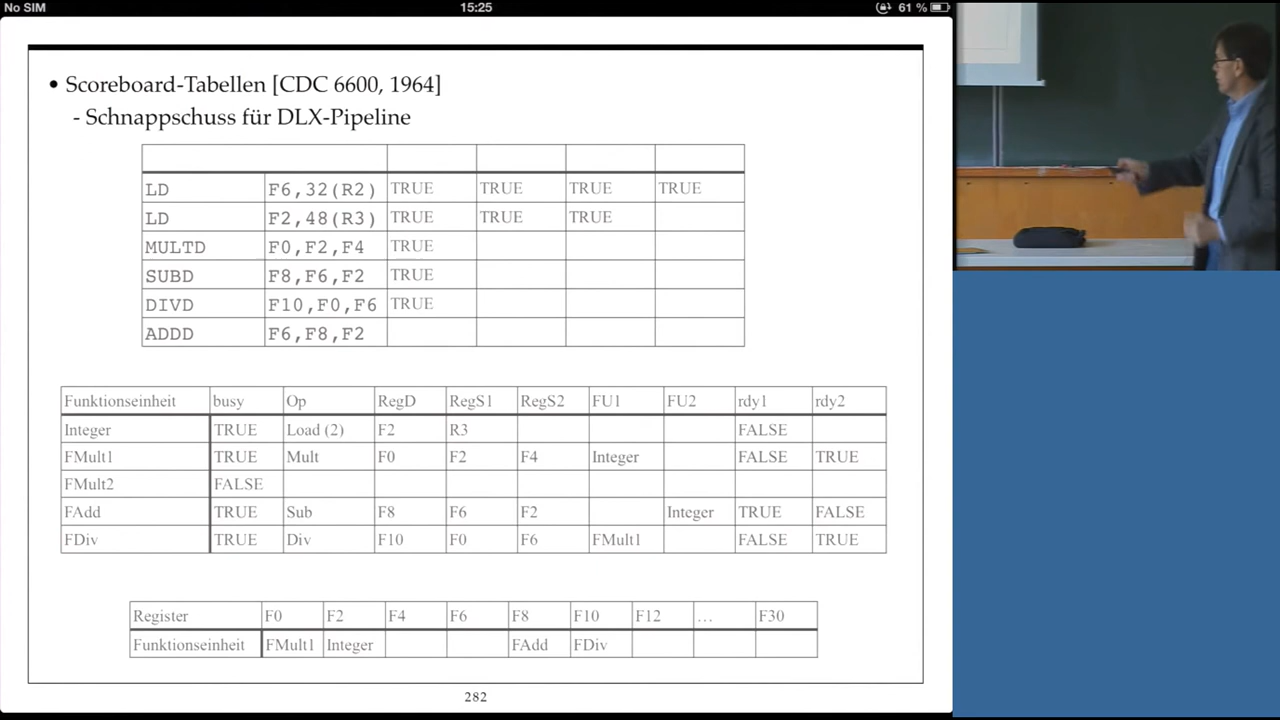 No SIM 15:25 61 %
• Scoreboard-Tabellen [CDC 6600, 1964]
- Schnappschuss für DLX-Pipeline
LD F6,32(R2) TRUE TRUE TRUE TRUE
LD F2,48(R3) TRUE TRUE TRUE
MULTD F0,F2,F4 TRUE
SUBD F8,F6,F2 TRUE
DIVD F10,F0,F6 TRUE
ADDD F6,F8,F2
Funktionseinheit busy Op RegD RegS1 RegS2 FU1 FU2 rdy1 rdy2
Integer TRUE Load (2) F2 R3 FALSE
FMult1 TRUE Mult F0 F2 F4 Integer FALSE TRUE
FMult2 FALSE
FAdd TRUE Sub F8 F6 F2 Integer TRUE FALSE
FDiv TRUE Div F10 F0 F6 FMult1 FALSE TRUE
Register F0 F2 F4 F6 F8 F10 F12 … F30
Funktionseinheit FMult1 Integer FAdd FDiv
282